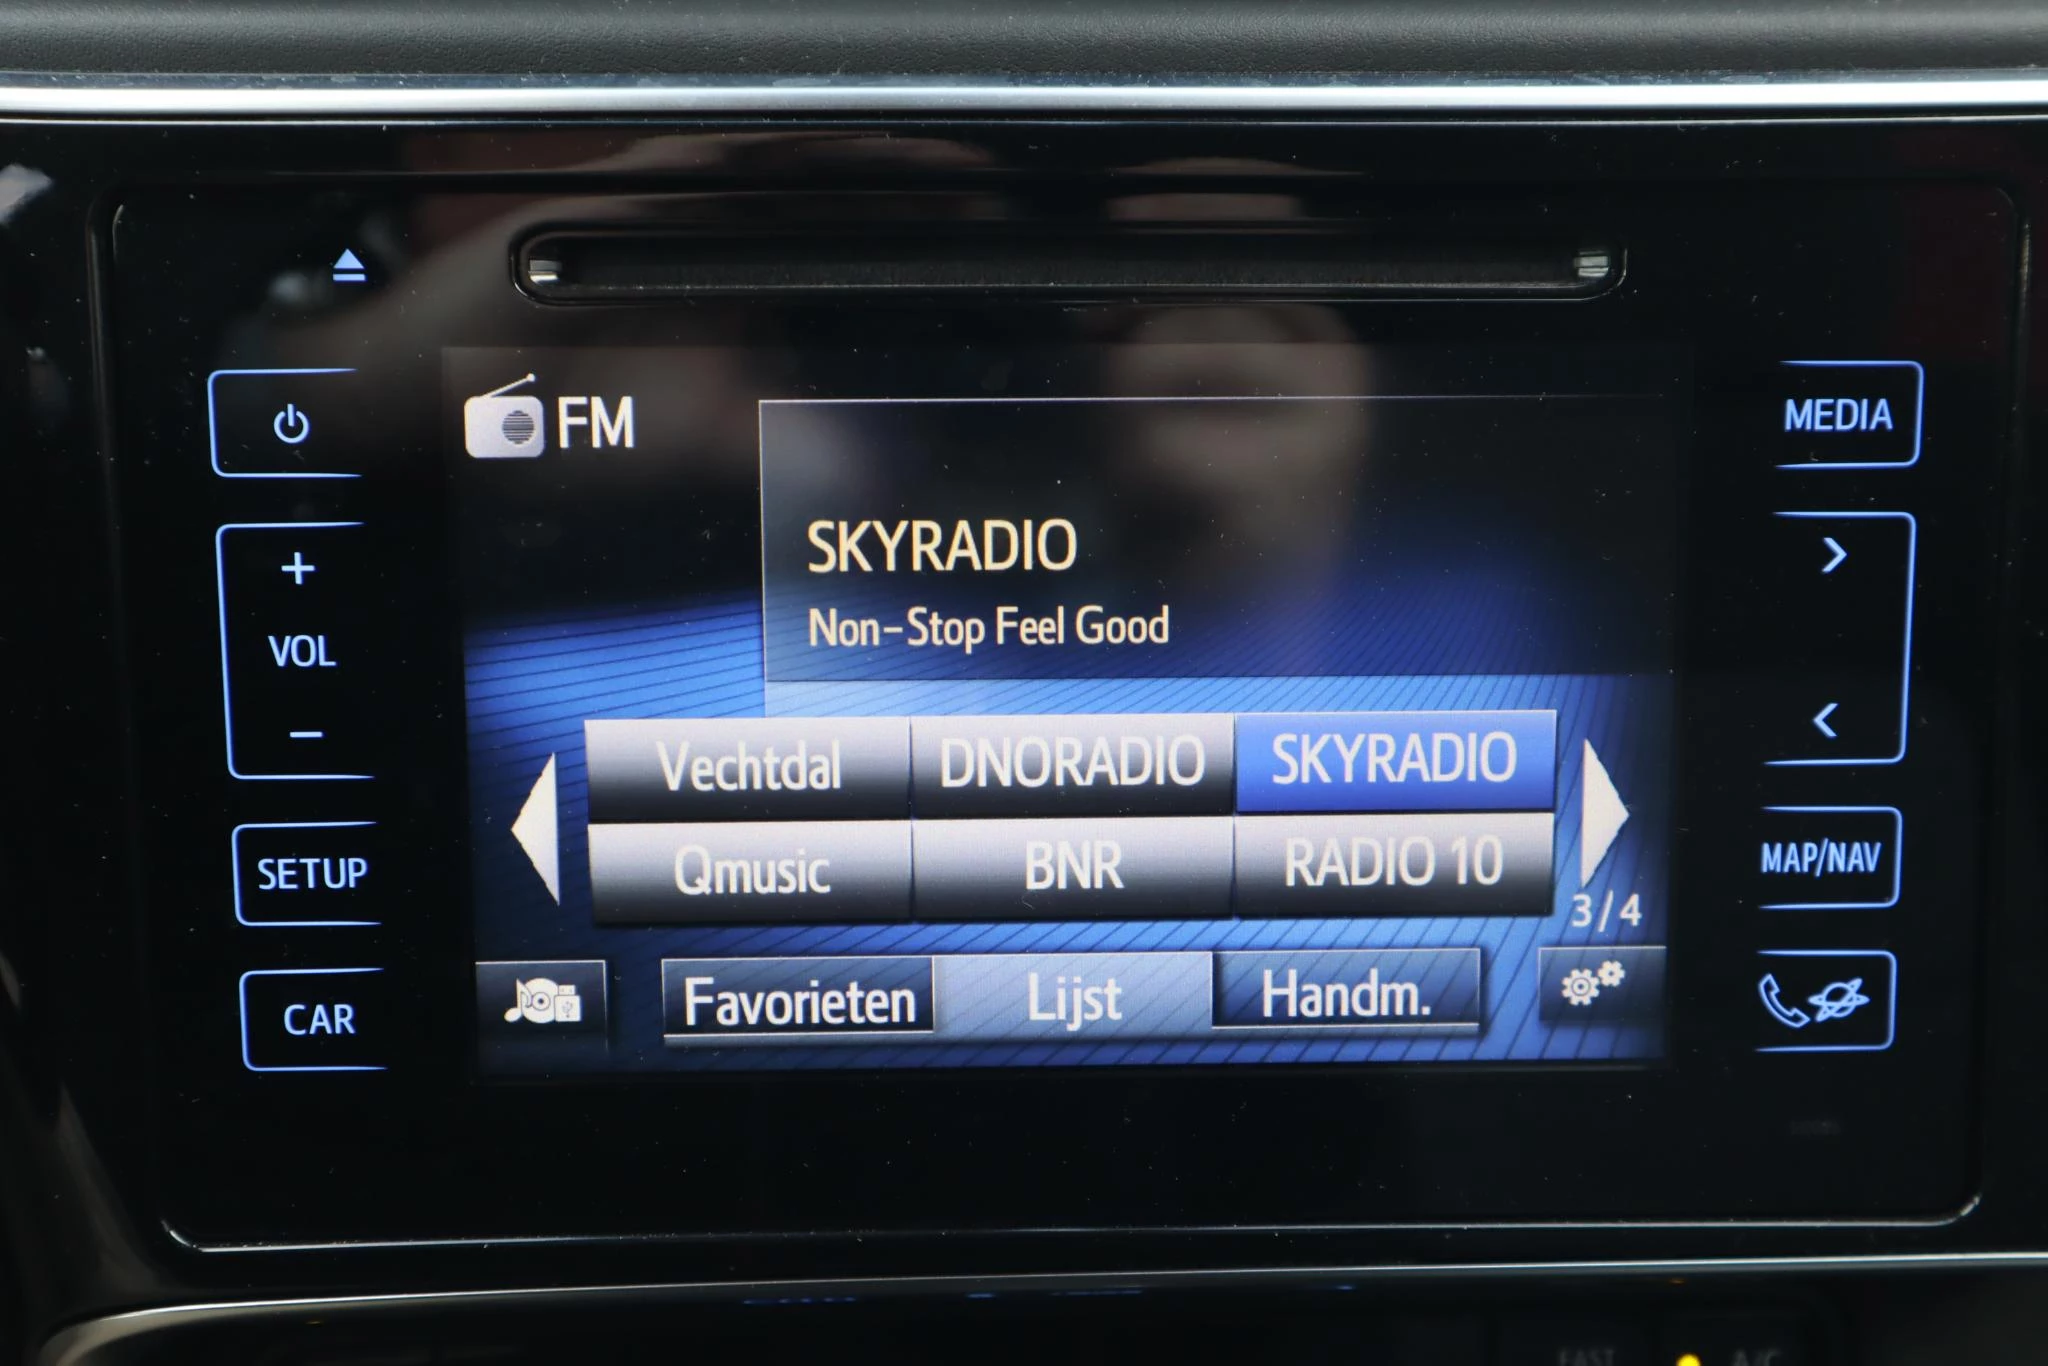 FM
MEDIA
SKYRADIO
Non-Stop Feel Good
+
VOL
−
Vechtdal DNORADIO SKYRADIO
Qmusic BNR RADIO 10
3/4
SETUP
MAP/NAV
Favorieten Lijst Handm.
CAR
FAST
A/C